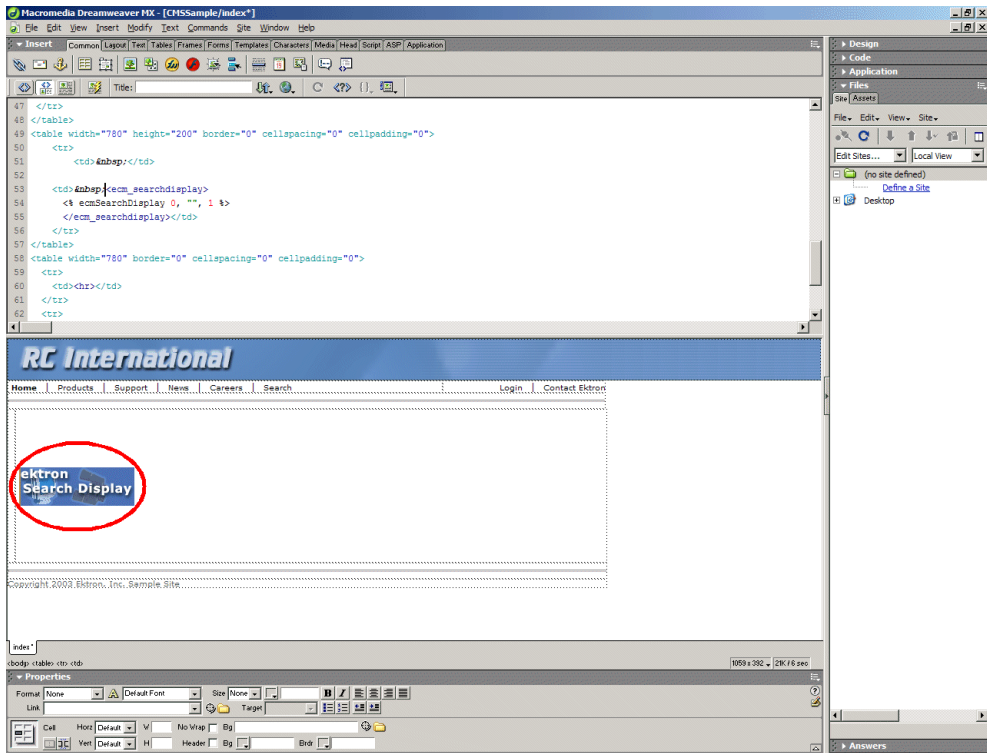 Macromedia Dreamweaver MX - [CMSSample/index*]
File Edit View Insert Modify Text Commands Site Window Help
Insert Common Layout Text Tables Frames Forms Templates Characters Media Head Script ASP Application
Title:
47 </tr>
48 </table>
49 <table width="780" height="200" border="0" cellspacing="0" cellpadding="0">
50 <tr>
51 <td>&nbsp;</td>
52
53 <td>&nbsp;<ecm_searchdisplay>
54 <% ecmSearchDisplay 0, "", 1 %>
55 </ecm_searchdisplay></td>
56 </tr>
57 </table>
58 <table width="780" border="0" cellspacing="0" cellpadding="0">
59 <tr>
60 <td><hr></td>
61 </tr>
62 <tr>
RC International
Home | Products | Support | News | Careers | Search Login | Contact Ektron
ektron
Search Display
Copyright 2003 Ektron, Inc. Sample Site
index*
<body> <table> <tr> <td> 1059 x 392 21K / 6 sec
Properties
Format None Default Font Size None B I
Link Target
Cell Horz Default W No Wrap Bg
Vert Default H Header Bg Brdr
Design
Code
Application
Files
Site Assets
File Edit View Site
Edit Sites... Local View
(no site defined)
Define a Site
Desktop
Answers